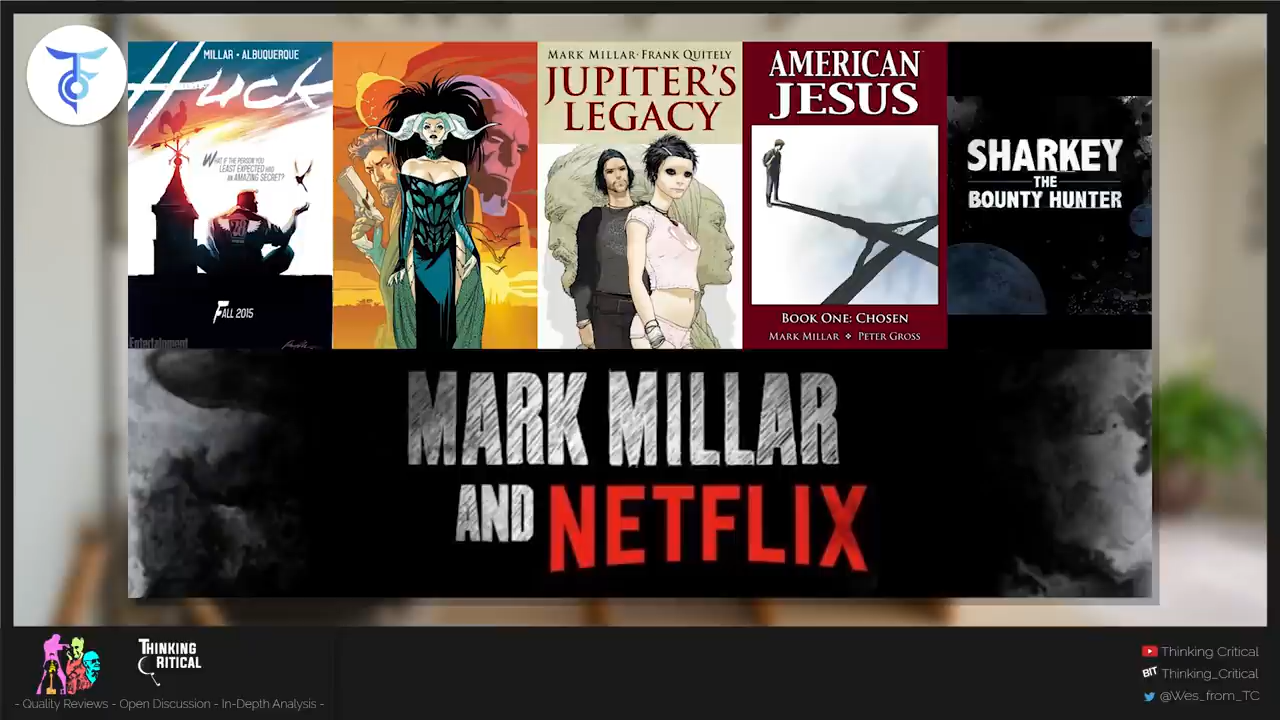 MILLAR • ALBUQUERQUE
Huck
WHAT IF THE PERSON YOU
LEAST EXPECTED HAD
AN AMAZING SECRET?
FALL 2015
Entertainment
MARK MILLAR · FRANK QUITELY
JUPITER'S
LEGACY
AMERICAN
JESUS
BOOK ONE: CHOSEN
MARK MILLAR ❖ PETER GROSS
SHARKEY
THE
BOUNTY HUNTER
MARK MILLAR
AND NETFLIX
THINKING
CRITICAL
- Quality Reviews - Open Discussion - In-Depth Analysis -
Thinking Critical
BIT Thinking_Critical
@Wes_from_TC